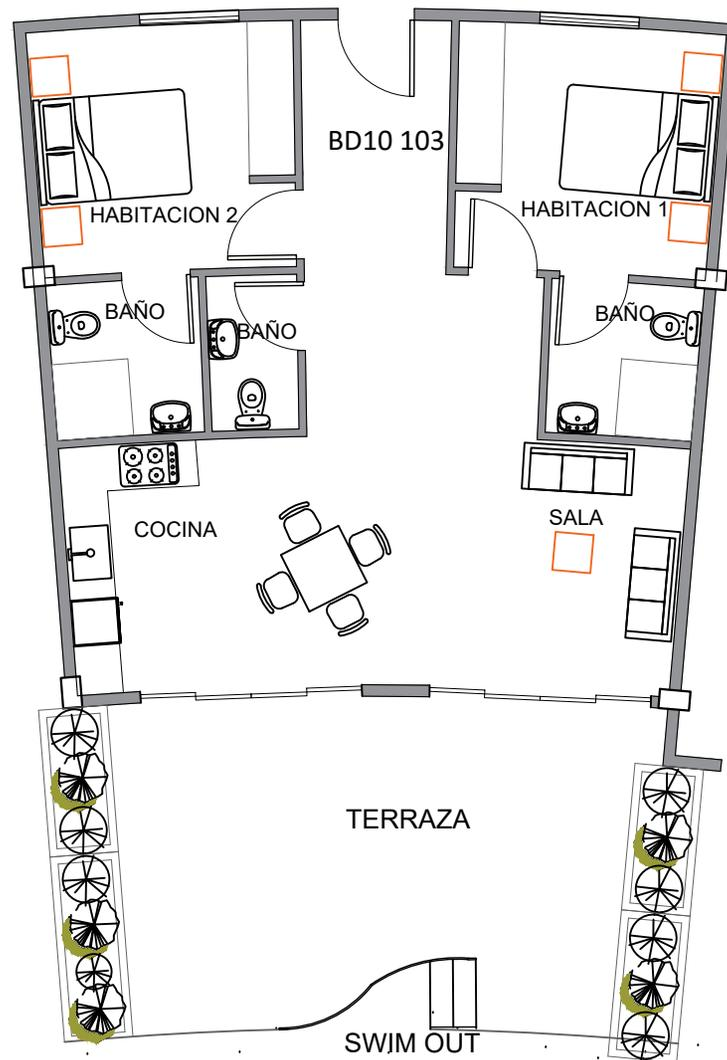 BD10 103
HABITACION 2
HABITACION 1
BAÑO
BAÑO
BAÑO
COCINA
SALA
TERRAZA
SWIM OUT